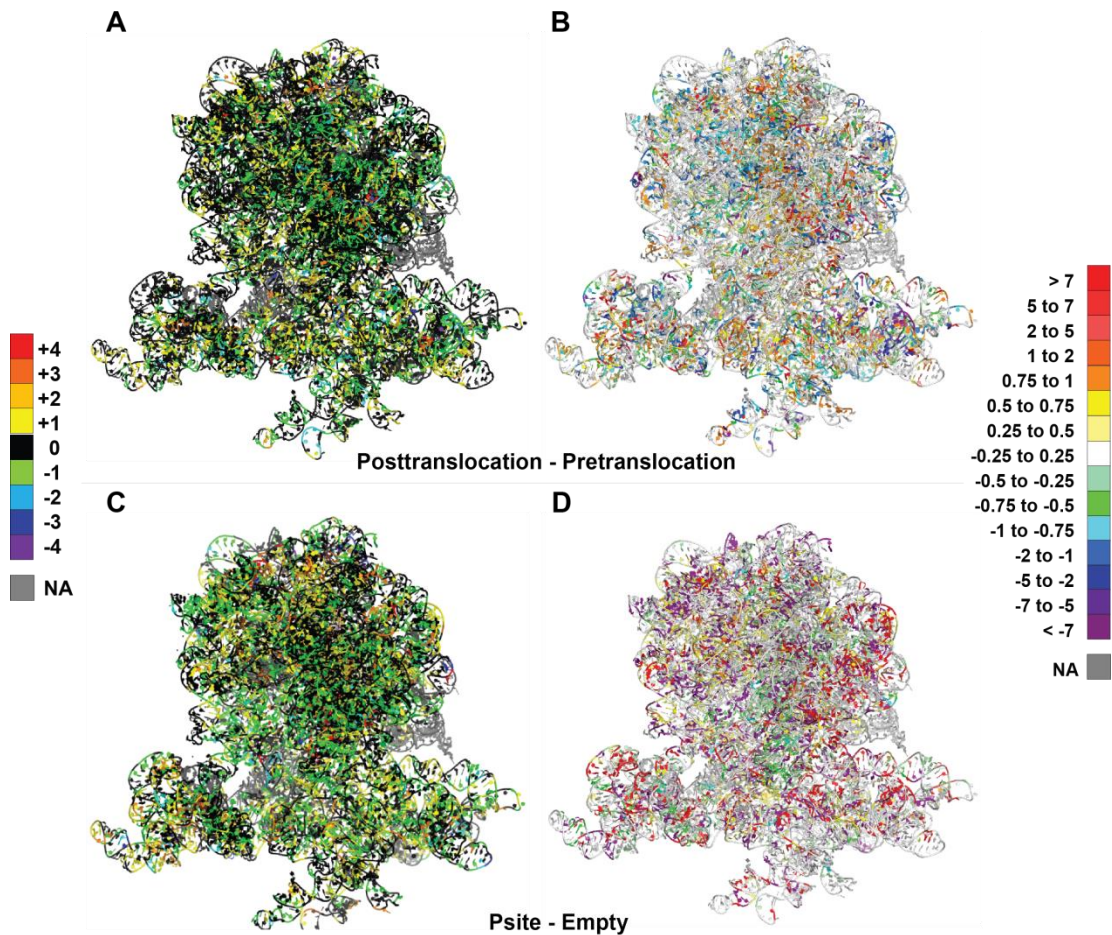 A
B
+4
+3
+2
+1
0
-1
-2
-3
-4
NA
> 7
5 to 7
2 to 5
1 to 2
0.75 to 1
0.5 to 0.75
0.25 to 0.5
-0.25 to 0.25
-0.5 to -0.25
-0.75 to -0.5
-1 to -0.75
-2 to -1
-5 to -2
-7 to -5
< -7
NA
Posttranslocation - Pretranslocation
C
D
Psite - Empty